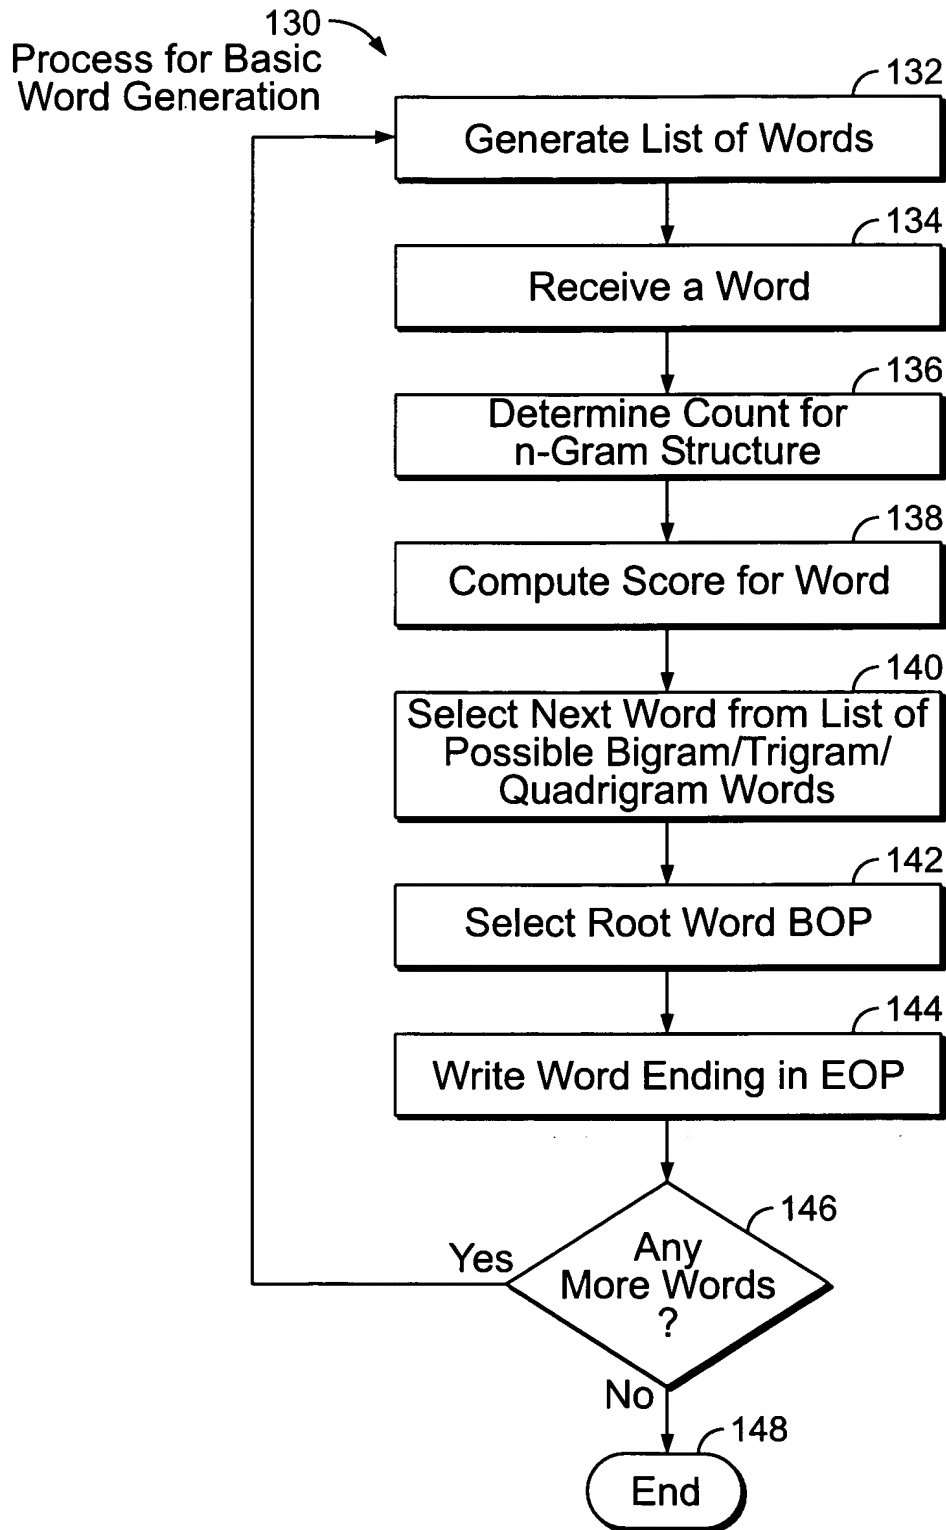 130
Process for Basic
Word Generation
132
Generate List of Words
134
Receive a Word
136
Determine Count for
n-Gram Structure
138
Compute Score for Word
140
Select Next Word from List of
Possible Bigram/Trigram/
Quadrigram Words
142
Select Root Word BOP
144
Write Word Ending in EOP
146
Any
More Words
?
Yes
No
148
End